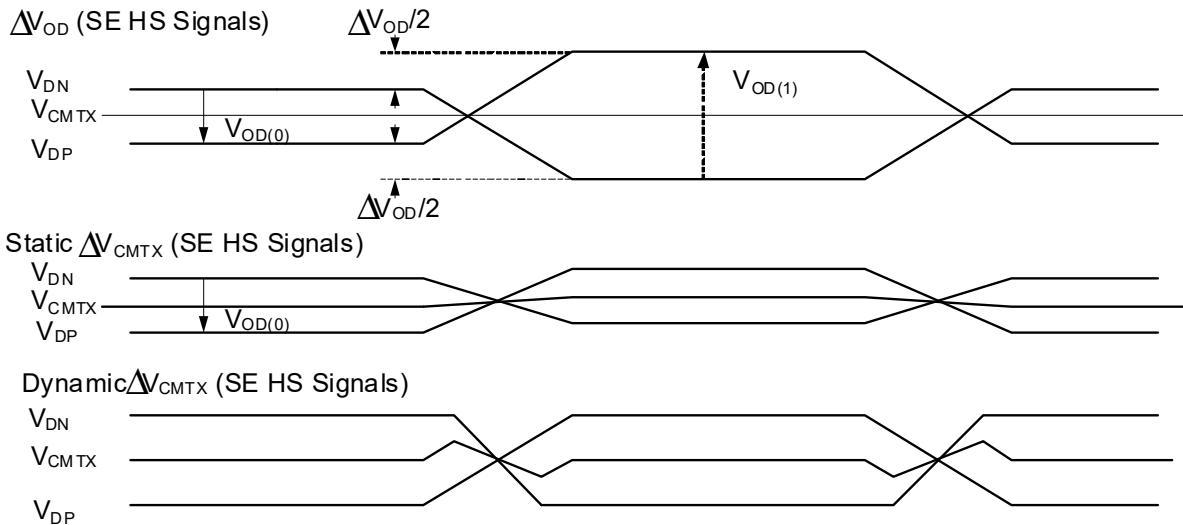 ΔV_OD (SE HS Signals)
ΔV_OD/2
V_DN
V_CMTX
V_DP
V_OD(0)
V_OD(1)
ΔV_OD/2
Static ΔV_CMTX (SE HS Signals)
V_DN
V_CMTX
V_DP
V_OD(0)
Dynamic ΔV_CMTX (SE HS Signals)
V_DN
V_CMTX
V_DP